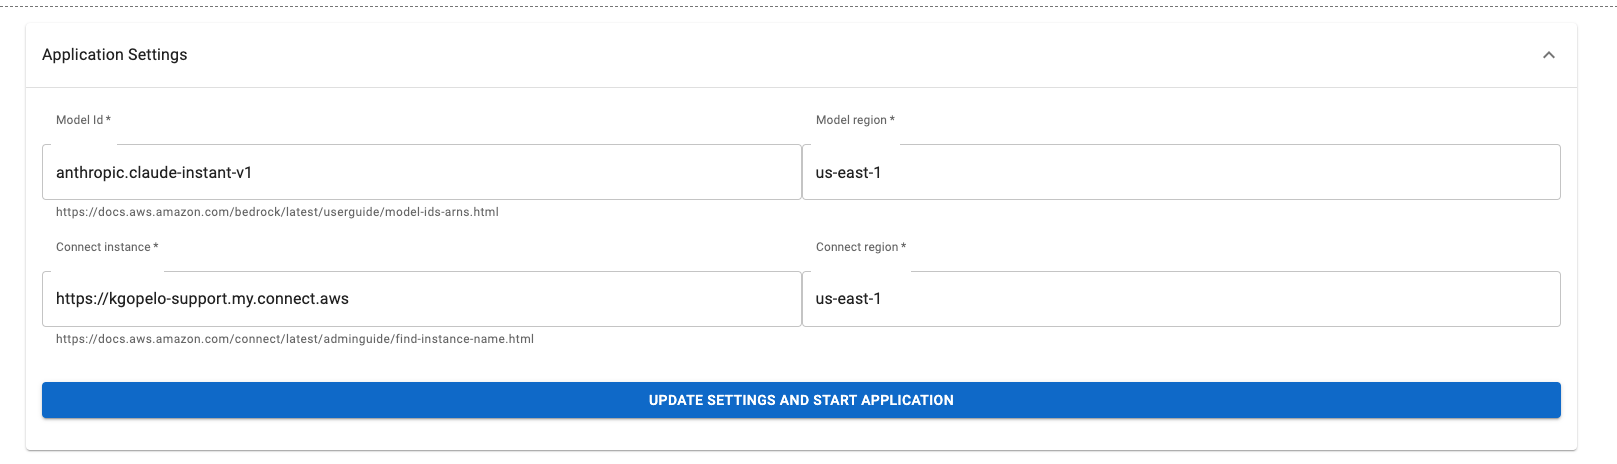 Application Settings
Model Id *
Model region *
anthropic.claude-instant-v1
us-east-1
https://docs.aws.amazon.com/bedrock/latest/userguide/model-ids-arns.html
Connect instance *
Connect region *
https://kgopelo-support.my.connect.aws
us-east-1
https://docs.aws.amazon.com/connect/latest/adminguide/find-instance-name.html
UPDATE SETTINGS AND START APPLICATION